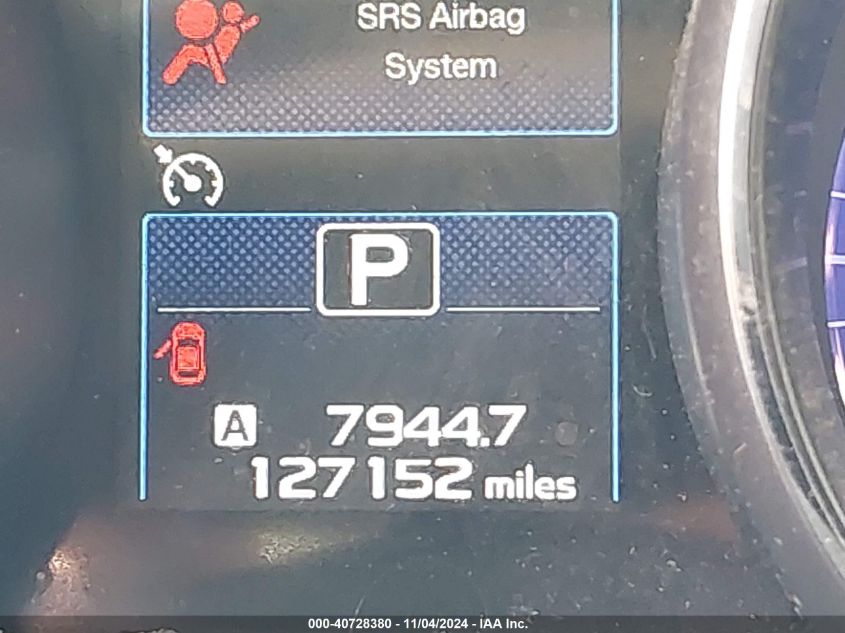 SRS Airbag
System
P
A 7944.7
127152 miles
000-40728380 - 11/04/2024 - IAA Inc.